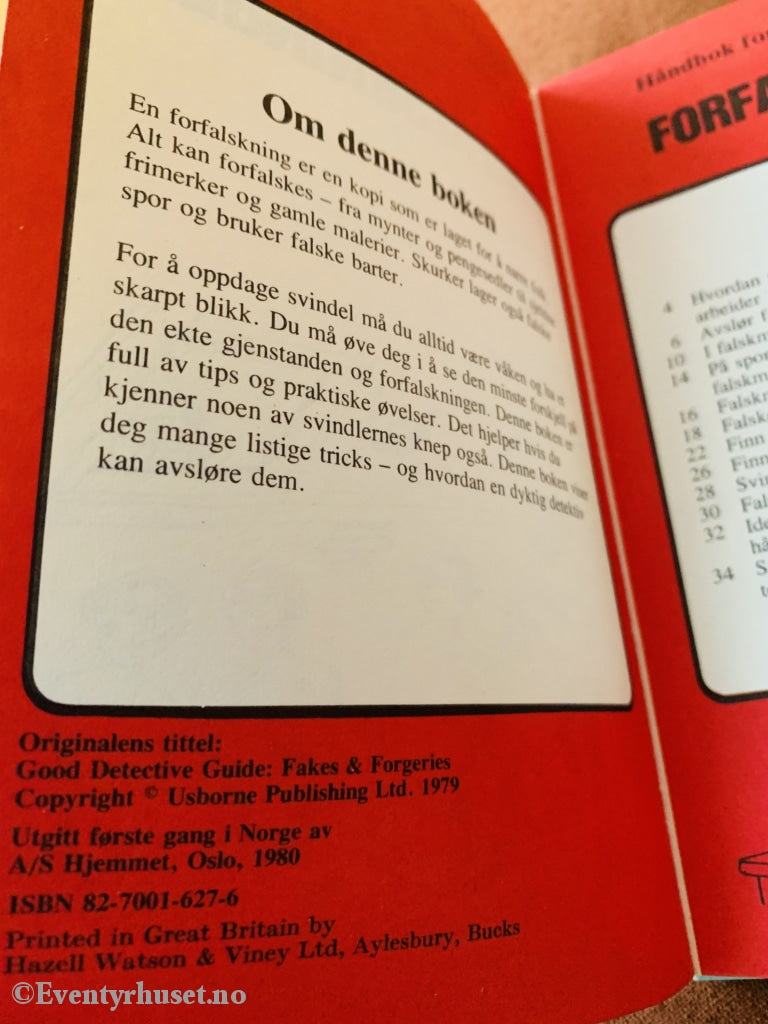 Om denne boken
En forfalskning er en kopi som er laget for å narre folk.
Alt kan forfalskes – fra mynter og pengesedler til sjeldne
frimerker og gamle malerier. Skurker lager også falske
spor og bruker falske barter.
For å oppdage svindel må du alltid være våken og ha et
skarpt blikk. Du må øve deg i å se den minste forskjell på
den ekte gjenstanden og forfalskningen. Denne boken er
full av tips og praktiske øvelser. Det hjelper hvis du
kjenner noen av svindlernes knep også. Denne boken viser
deg mange listige tricks – og hvordan en dyktig detektiv
kan avsløre dem.
Originalens tittel:
Good Detective Guide: Fakes & Forgeries
Copyright © Usborne Publishing Ltd. 1979
Utgitt første gang i Norge av
A/S Hjemmet, Oslo, 1980
ISBN 82-7001-627-6
Printed in Great Britain by
Hazell Watson & Viney Ltd, Aylesbury, Bucks
Håndbok for
FORFA
4 Hvordan
arbeider
6 Avslør f
10 I falskm
14 På spor
falskm
16 Falskn
18 Falsk
22 Finn
26 Finn
28 Svin
30 Fal
32 Ide
hå
34 S
t
©Eventyrhuset.no